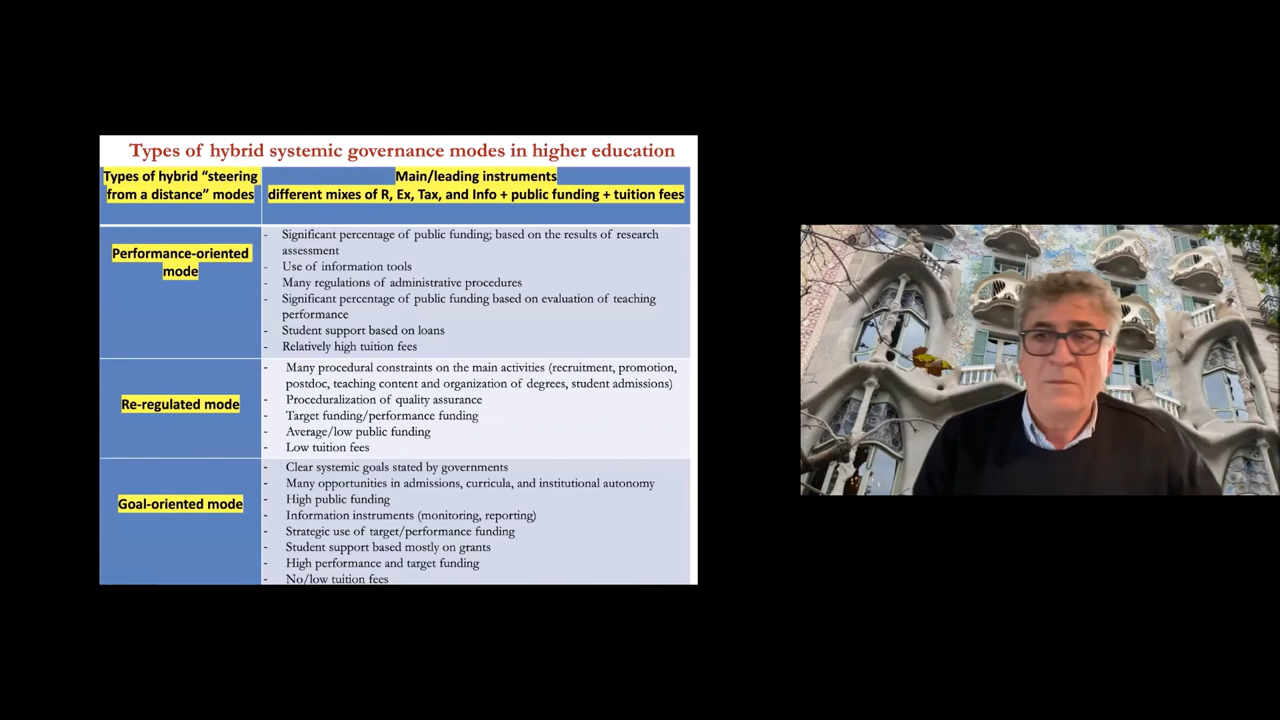 Types of hybrid systemic governance modes in higher education
Types of hybrid “steering
from a distance” modes
Main/leading instruments
different mixes of R, Ex, Tax, and Info + public funding + tuition fees
Performance-oriented
mode
- Significant percentage of public funding; based on the results of research
assessment
- Use of information tools
- Many regulations of administrative procedures
- Significant percentage of public funding based on evaluation of teaching
performance
- Student support based on loans
- Relatively high tuition fees
Re-regulated mode
- Many procedural constraints on the main activities (recruitment, promotion,
postdoc, teaching content and organization of degrees, student admissions)
- Proceduralization of quality assurance
- Target funding/performance funding
- Average/low public funding
- Low tuition fees
Goal-oriented mode
- Clear systemic goals stated by governments
- Many opportunities in admissions, curricula, and institutional autonomy
- High public funding
- Information instruments (monitoring, reporting)
- Strategic use of target/performance funding
- Student support based mostly on grants
- High performance and target funding
- No/low tuition fees